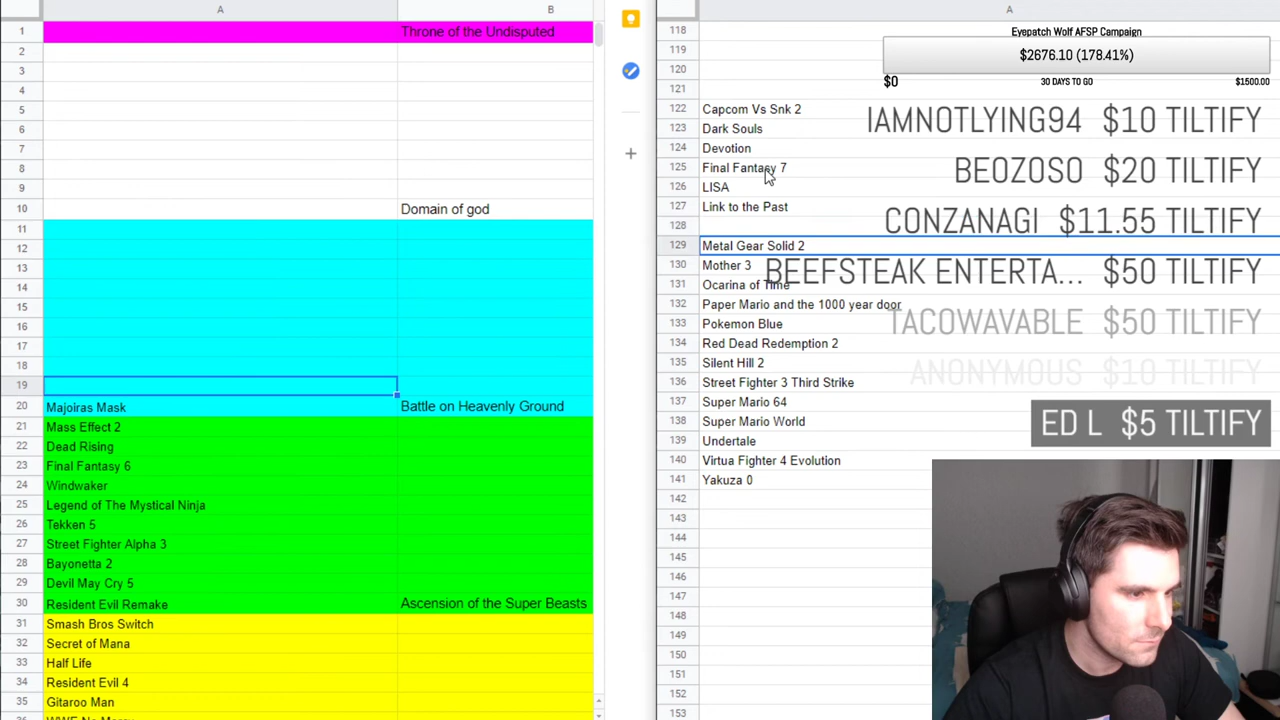 A
B
1 Throne of the Undisputed
2
3
4
5
6
7
8
9
10 Domain of god
11
12
13
14
15
16
17
18
19
20 Majoiras Mask Battle on Heavenly Ground
21 Mass Effect 2
22 Dead Rising
23 Final Fantasy 6
24 Windwaker
25 Legend of The Mystical Ninja
26 Tekken 5
27 Street Fighter Alpha 3
28 Bayonetta 2
29 Devil May Cry 5
30 Resident Evil Remake Ascension of the Super Beasts
31 Smash Bros Switch
32 Secret of Mana
33 Half Life
34 Resident Evil 4
35 Gitaroo Man
A
118
119
120
121
122 Capcom Vs Snk 2
123 Dark Souls
124 Devotion
125 Final Fantasy 7
126 LISA
127 Link to the Past
128
129 Metal Gear Solid 2
130 Mother 3
131 Ocarina of Time
132 Paper Mario and the 1000 year door
133 Pokemon Blue
134 Red Dead Redemption 2
135 Silent Hill 2
136 Street Fighter 3 Third Strike
137 Super Mario 64
138 Super Mario World
139 Undertale
140 Virtua Fighter 4 Evolution
141 Yakuza 0
142
143
144
145
146
147
148
149
150
151
152
153
Eyepatch Wolf AFSP Campaign
$2676.10 (178.41%)
$0 30 DAYS TO GO $1500.00
IAMNOTLYING94 $10 TILTIFY
BEOZOSO $20 TILTIFY
CONZANAGI $11.55 TILTIFY
BEEFSTEAK ENTERTA... $50 TILTIFY
TACOWAVABLE $50 TILTIFY
ANONYMOUS $10 TILTIFY
ED L $5 TILTIFY